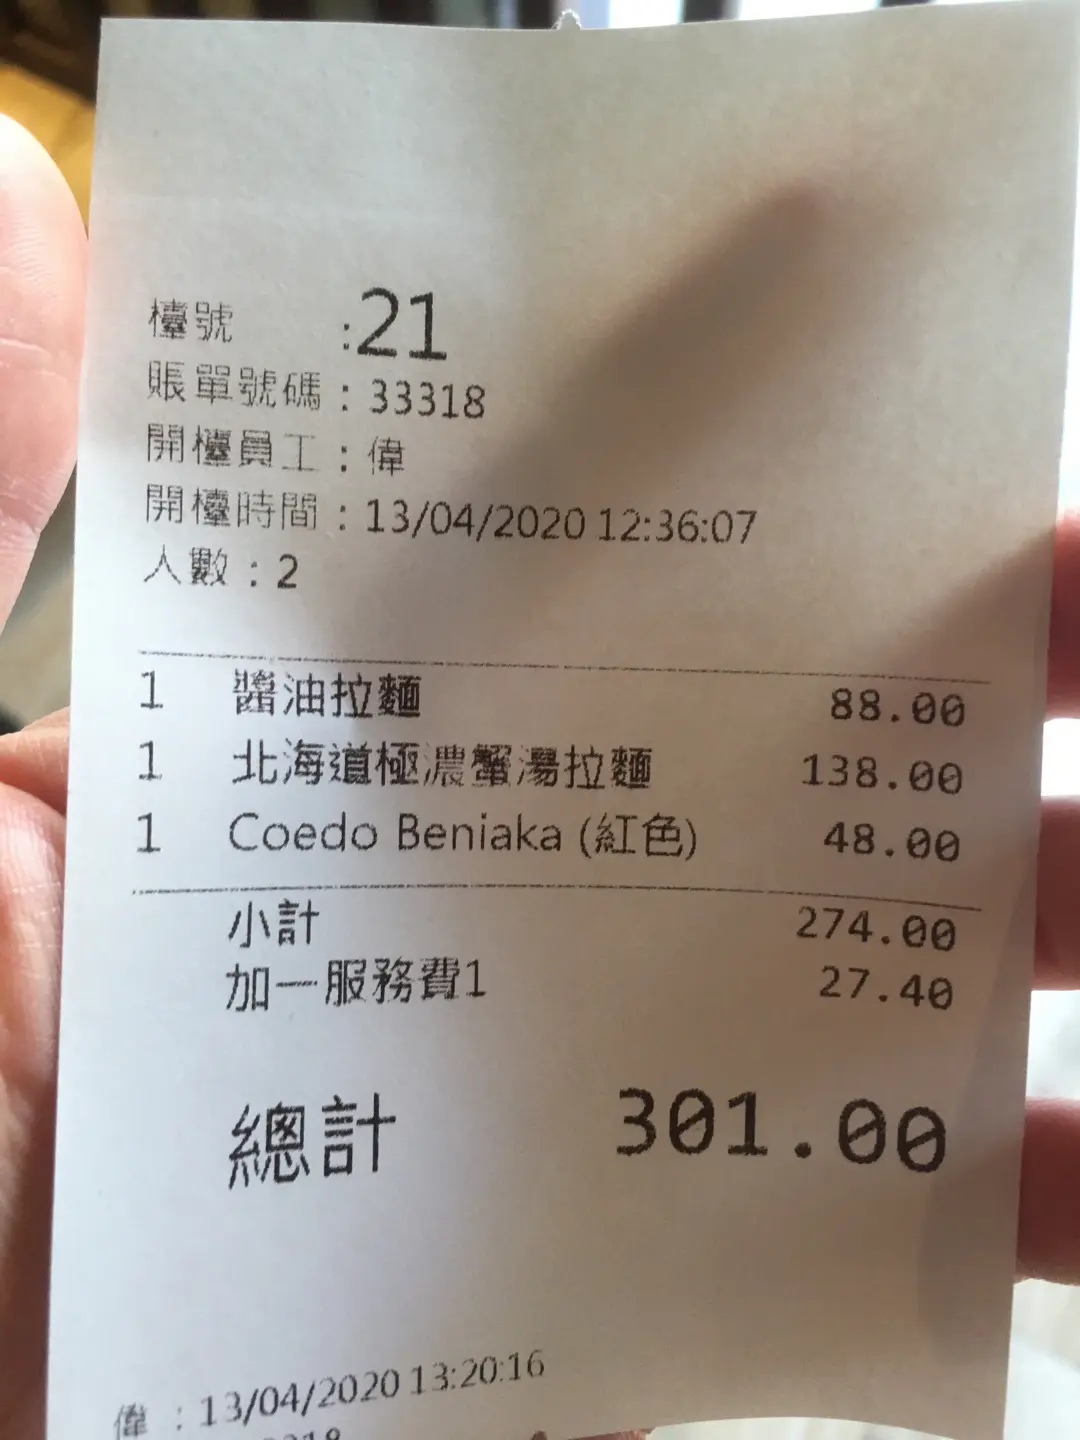 檯號 :21
賬單號碼 : 33318
開檯員工 : 偉
開檯時間 : 13/04/2020 12:36:07
人數 : 2
1 醬油拉麵 88.00
1 北海道極濃蟹湯拉麵 138.00
1 Coedo Beniaka (紅色) 48.00
小計 274.00
加一服務費1 27.40
總計 301.00
偉 : 13/04/2020 13:20:16